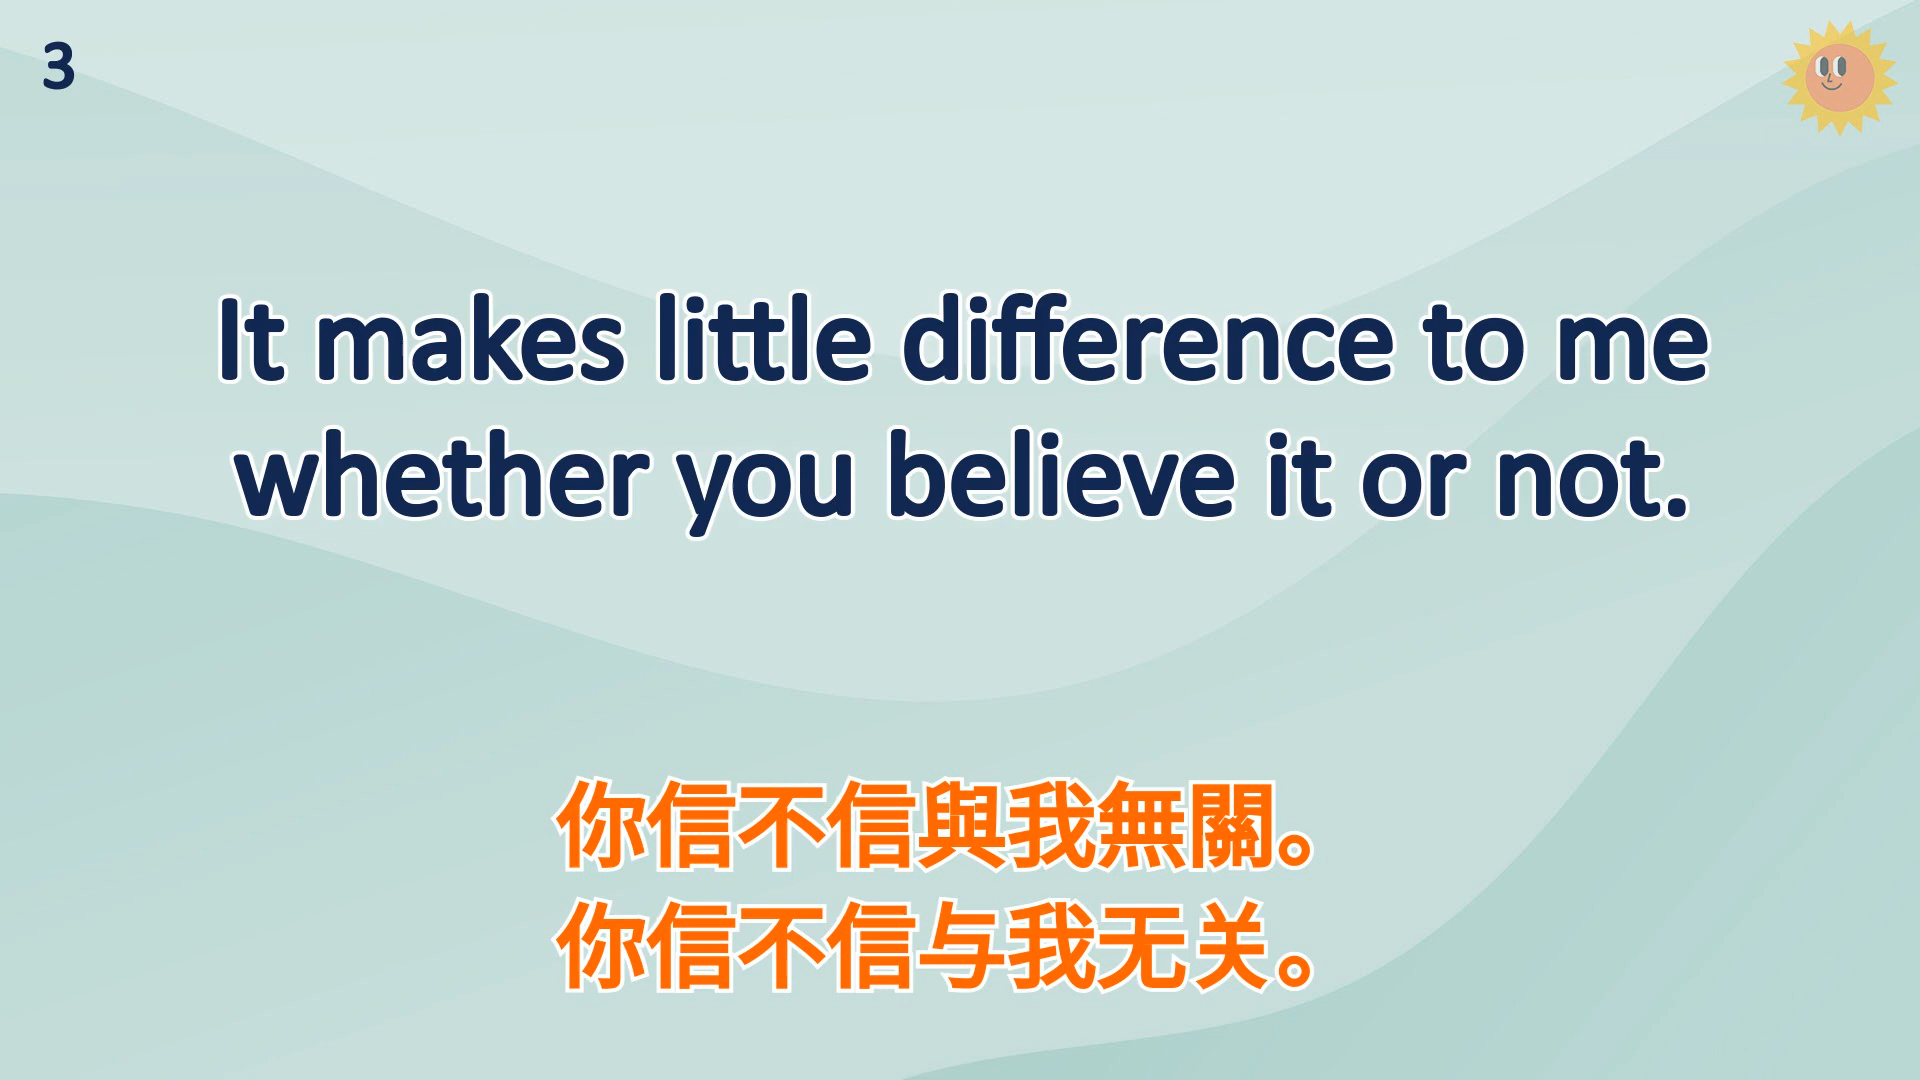 3
It makes little difference to me
whether you believe it or not.
你信不信與我無關。
你信不信与我无关。